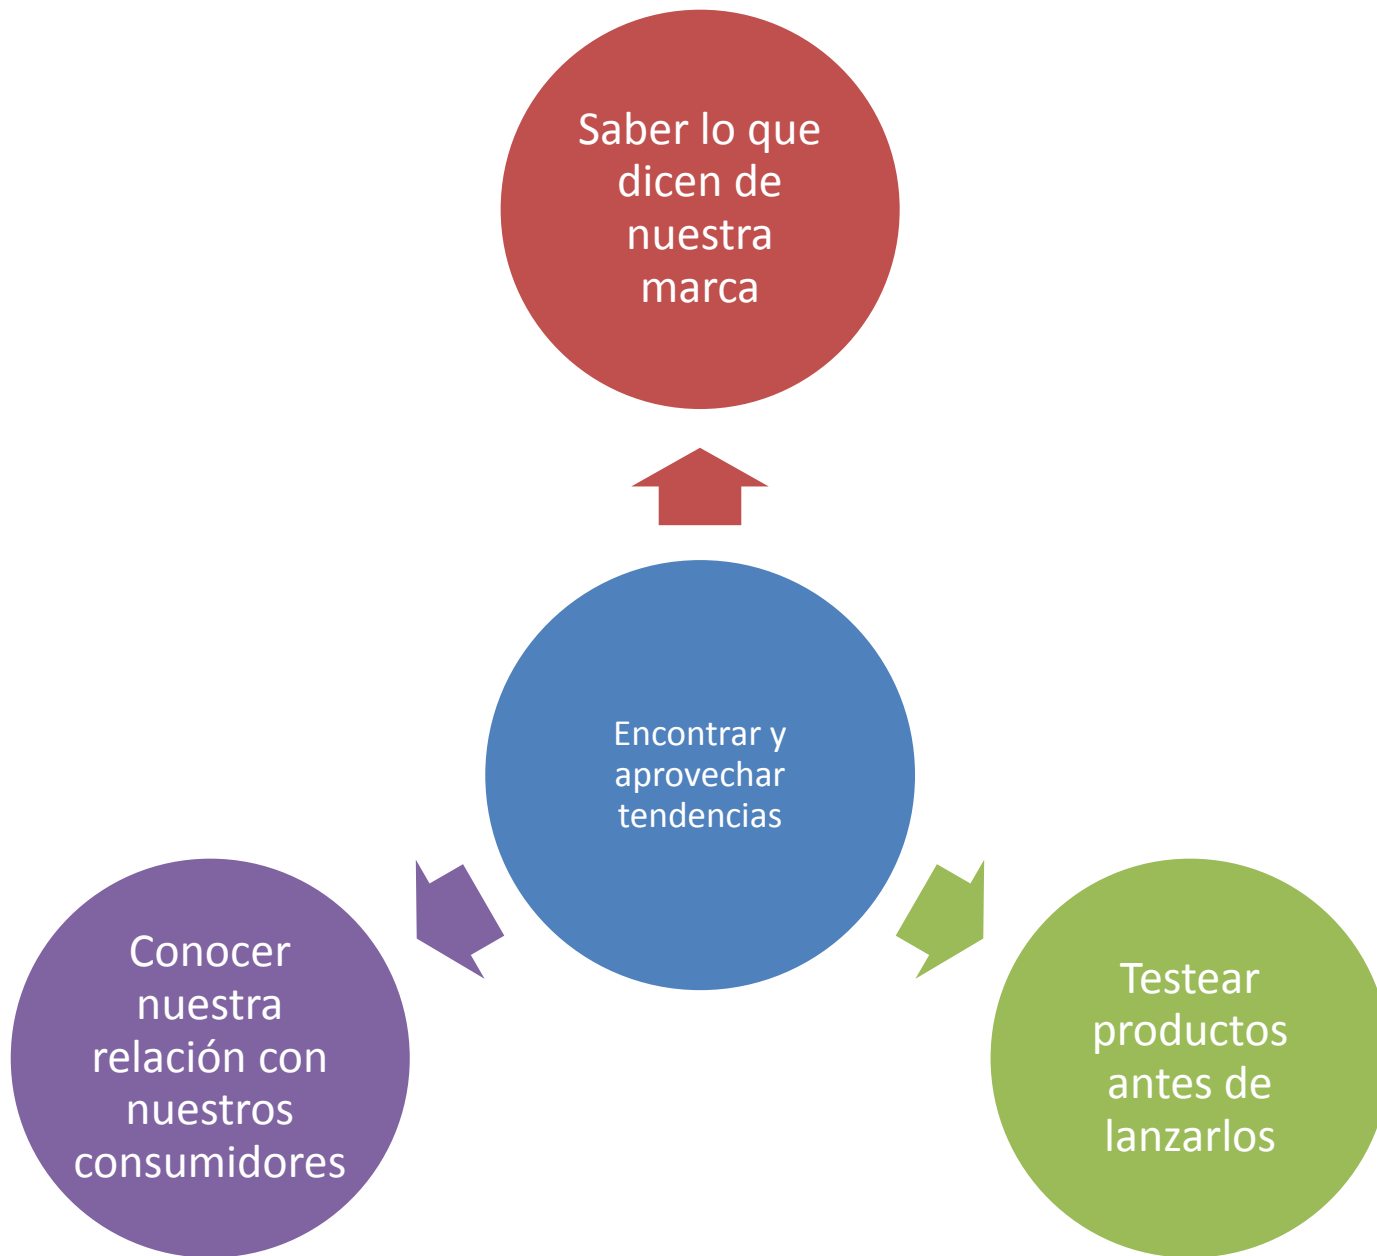 Saber lo que
dicen de
nuestra
marca
Encontrar y
aprovechar
tendencias
Conocer
nuestra
relación con
nuestros
consumidores
Testear
productos
antes de
lanzarlos